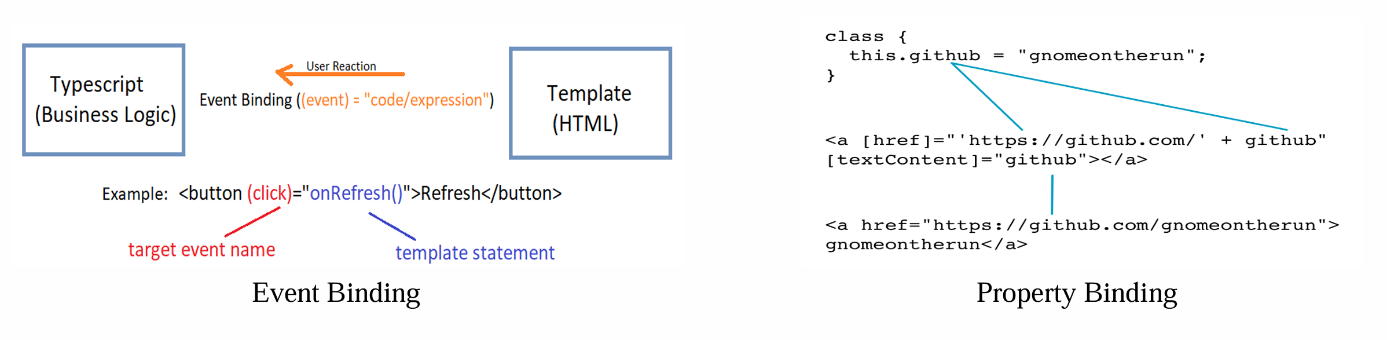 Typescript
(Business Logic)
User Reaction
Event Binding ((event) = "code/expression")
Template
(HTML)
Example: <button (click)="onRefresh()">Refresh</button>
target event name
template statement
Event Binding
class {
  this.github = "gnomeontherun";
}
<a [href]="'https://github.com/' + github"
[textContent]="github"></a>
<a href="https://github.com/gnomeontherun">
gnomeontherun</a>
Property Binding